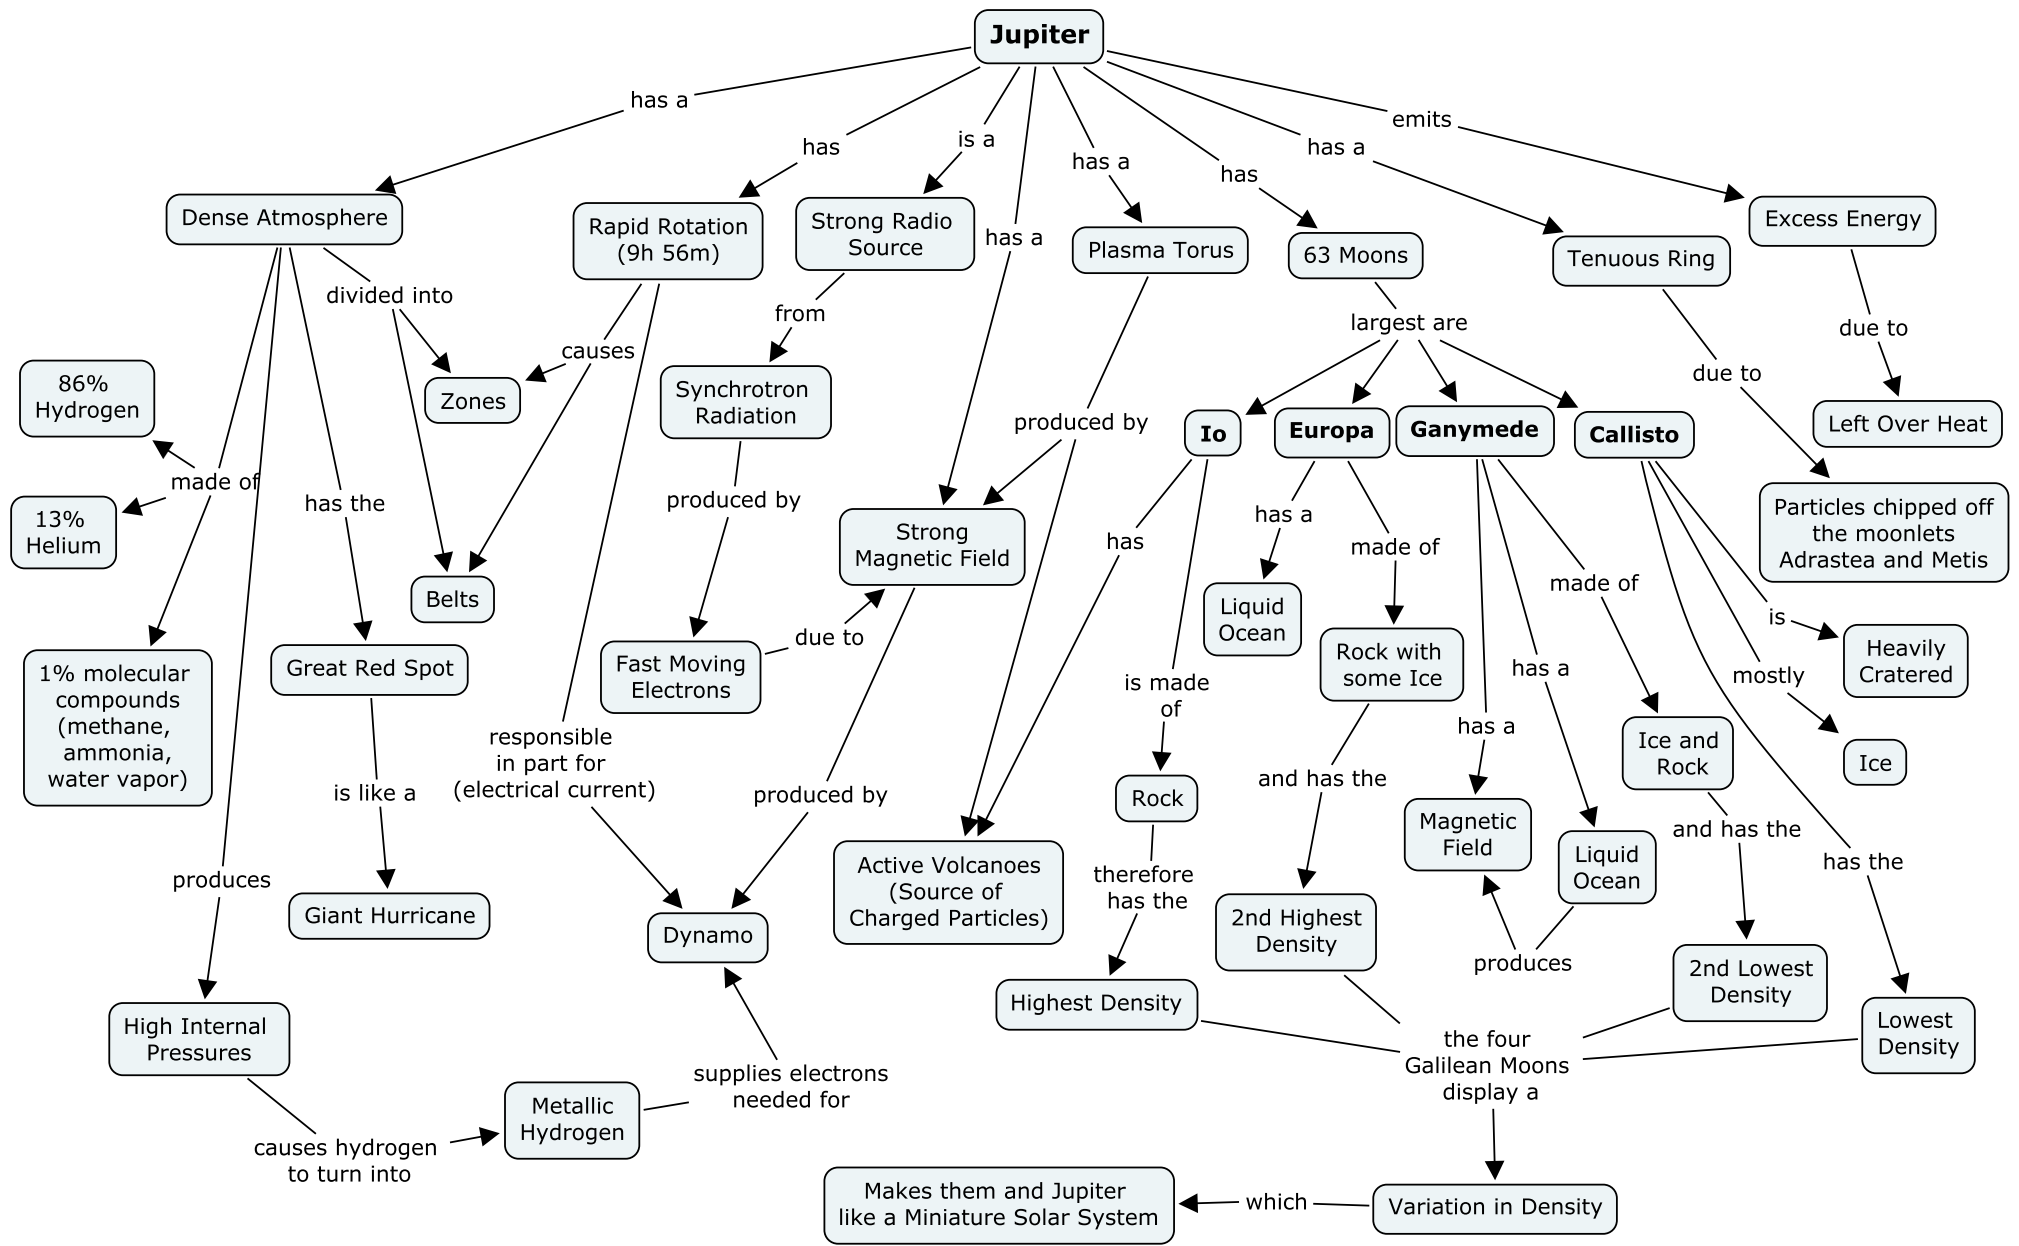 Jupiter
has a
has
is a
has a
has a
has
has a
emits
Dense Atmosphere
Rapid Rotation
(9h 56m)
Strong Radio
Source
Plasma Torus
63 Moons
Tenuous Ring
Excess Energy
divided into
from
largest are
due to
due to
causes
86%
Hydrogen
Zones
Synchrotron
Radiation
produced by
Io
Europa
Ganymede
Callisto
Left Over Heat
made of
13%
Helium
has the
produced by
Strong
Magnetic Field
has
has a
made of
made of
Particles chipped off
the moonlets
Adrastea and Metis
Belts
Liquid
Ocean
is
due to
1% molecular
compounds
(methane,
ammonia,
water vapor)
Great Red Spot
Fast Moving
Electrons
is made
of
Rock with
some Ice
has a
has a
mostly
Heavily
Cratered
responsible
in part for
(electrical current)
is like a
produced by
Rock
and has the
Magnetic
Field
Ice and
Rock
Ice
and has the
Liquid
Ocean
has the
produces
Giant Hurricane
Dynamo
Active Volcanoes
(Source of
Charged Particles)
therefore
has the
2nd Highest
Density
produces
2nd Lowest
Density
High Internal
Pressures
Highest Density
Lowest
Density
the four
Galilean Moons
display a
supplies electrons
needed for
Metallic
Hydrogen
causes hydrogen
to turn into
Makes them and Jupiter
like a Miniature Solar System
which
Variation in Density